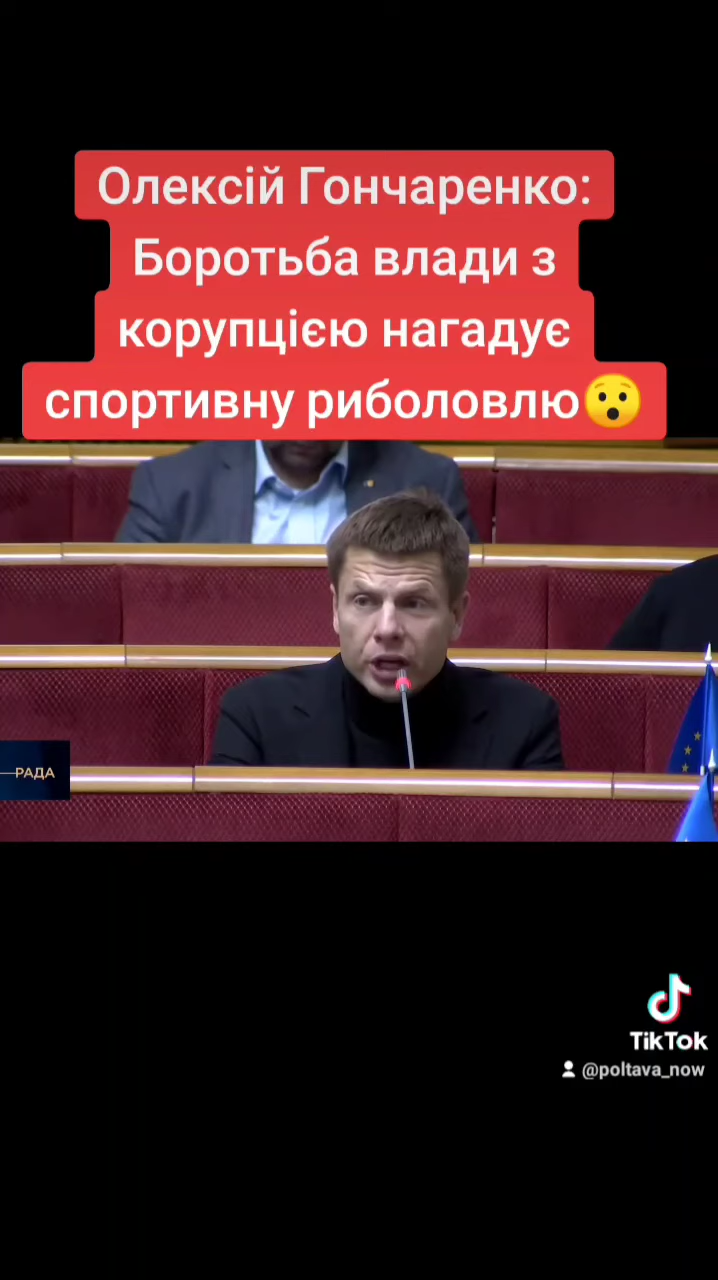 Олексій Гончаренко:
Боротьба влади з
корупцією нагадує
спортивну риболовлю😯
РАДА
TikTok
@poltava_now